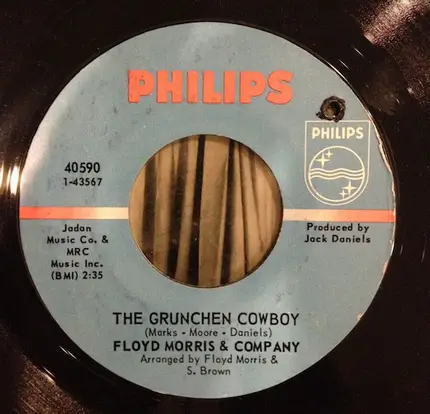 PHILIPS
40590
1-43567
PHILIPS
Jadan
Music Co. &
MRC
Music Inc.
(BMI) 2:35
Produced by
Jack Daniels
THE GRUNCHEN COWBOY
(Marks - Moore - Daniels)
FLOYD MORRIS & COMPANY
Arranged by Floyd Morris &
S. Brown